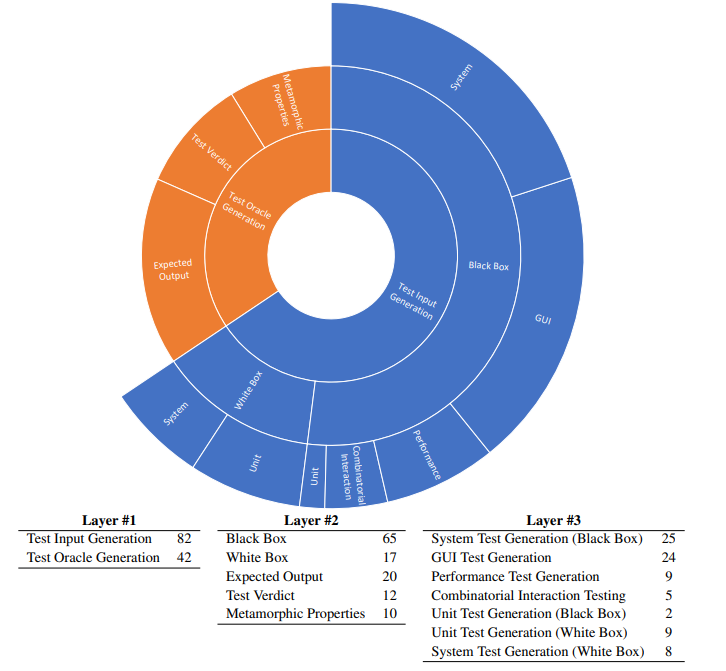 System
Metamorphic
Properties
Test Verdict
Test Oracle
Generation
Expected
Output
Black Box
Test Input
Generation
GUI
White Box
System
Unit
Unit
Combinatorial
Interaction
Performance
Layer #1
Test Input Generation 82
Test Oracle Generation 42
Layer #2
Black Box 65
White Box 17
Expected Output 20
Test Verdict 12
Metamorphic Properties 10
Layer #3
System Test Generation (Black Box) 25
GUI Test Generation 24
Performance Test Generation 9
Combinatorial Interaction Testing 5
Unit Test Generation (Black Box) 2
Unit Test Generation (White Box) 9
System Test Generation (White Box) 8